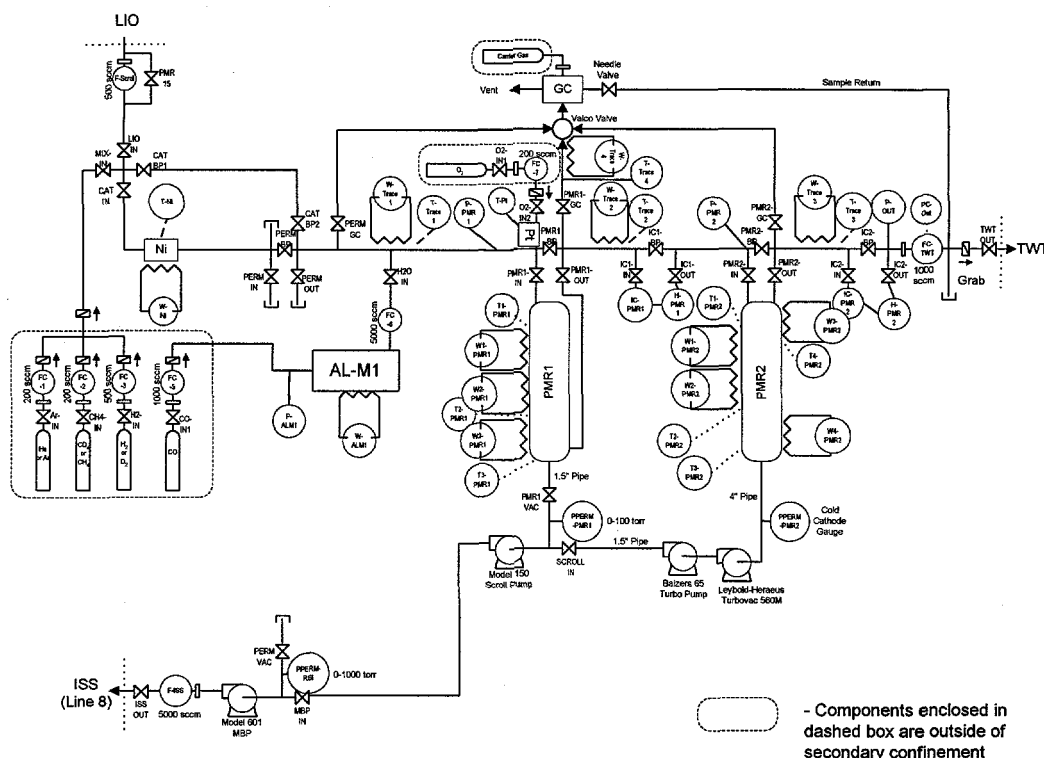 LIO
500 sccm
F-Scrol
PMR
15
LIO
IN
MIX-
IN
CAT
BP1
CAT
IN
T-Ni
Ni
W-
Ni
CAT
BP2
PERM
BP
PERM
IN
PERM
OUT
PERM
GC
W-
Trace
1
T-
Trace
1
P-
PMR
1
H2O
IN
5000 sccm
FC
-6
AL-M1
P-
ALM1
W-
ALM1
Carrier Gas
Needle
Valve
Vent
GC
Sample Return
Valco Valve
O2-
IN1
200 sccm
FC
-7
O2
T-Pt
O2-
IN2
Pt
W-
Trace
4
T-
Trace
4
PMR1-
GC
PMR1
BP
W-
Trace
2
T-
Trace
2
IC1-
BP
PMR1-
IN
PMR1-
OUT
IC1-
IN
IC1-
OUT
IC-
PMR1
H-
PMR
1
P-
PMR
2
PMR2-
GC
PMR2-
BP
PMR2-
IN
PMR2-
OUT
W-
Trace
3
T-
Trace
3
P-
OUT
IC2-
BP
IC2-
IN
IC2-
OUT
IC-
PMR
2
H-
PMR
2
FC-
TWT
1000
sccm
TWT
OUT
TWT
Grab
200 sccm
FC
-1
Ar-
IN
He
or Ar
200 sccm
FC
-2
CH4-
IN
CD4
or
CH4
500 sccm
FC
-3
H2-
IN
H2
or
D2
1000 sccm
FC
-5
CO-
IN1
CO
T1-
PMR1
W1-
PMR1
W2-
PMR1
T2-
PMR1
W3-
PMR1
T3-
PMR1
PMR1
T1-
PMR2
W1-
PMR2
W2-
PMR2
T2-
PMR2
T3-
PMR2
PMR2
W3-
PMR2
T4-
PMR2
W4-
PMR2
1.5" Pipe
PMR1
VAC
PPERM
-PMR1
0-100 torr
1.5" Pipe
SCROLL
IN
Model 150
Scroll Pump
4" Pipe
PPERM
-PMR2
Cold
Cathode
Gauge
Balzers 65
Turbo Pump
Leybold-Heraeus
Turbovac 560M
PERM
VAC
PPERM-
0-1000 torr
MBP
IN
Model 601
MBP
F-ISS
5000 sccm
ISS
OUT
ISS
(Line 8)
- Components enclosed in
dashed box are outside of
secondary confinement